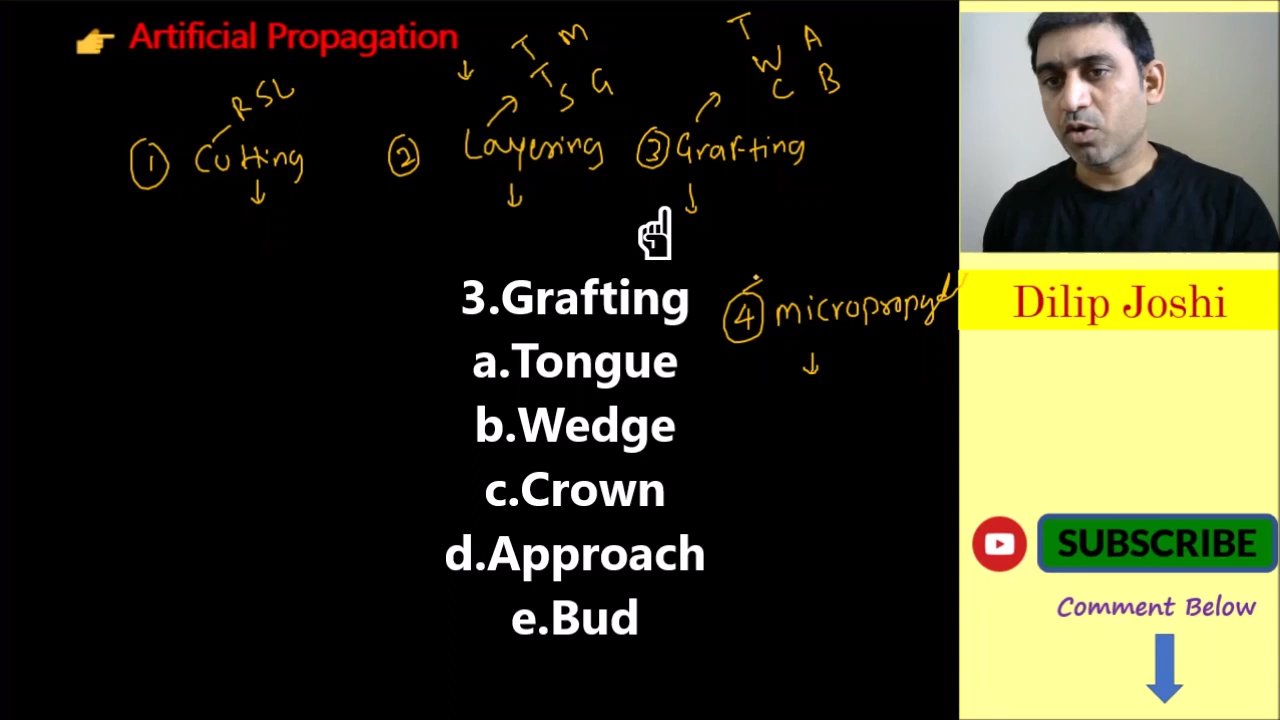 Artificial Propagation
R S L
① Cutting
T M
T S G
② Layering
T A
W C B
③ Grafting
3.Grafting
a.Tongue
b.Wedge
c.Crown
d.Approach
e.Bud
④
Dilip Joshi
SUBSCRIBE
Comment Below